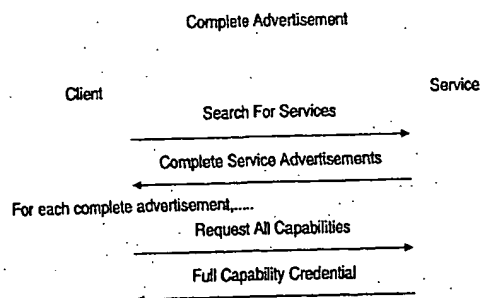 Complete Advertisement
Client
Service
Search For Services
Complete Service Advertisements
For each complete advertisement,.....
Request All Capabilities
Full Capability Credential